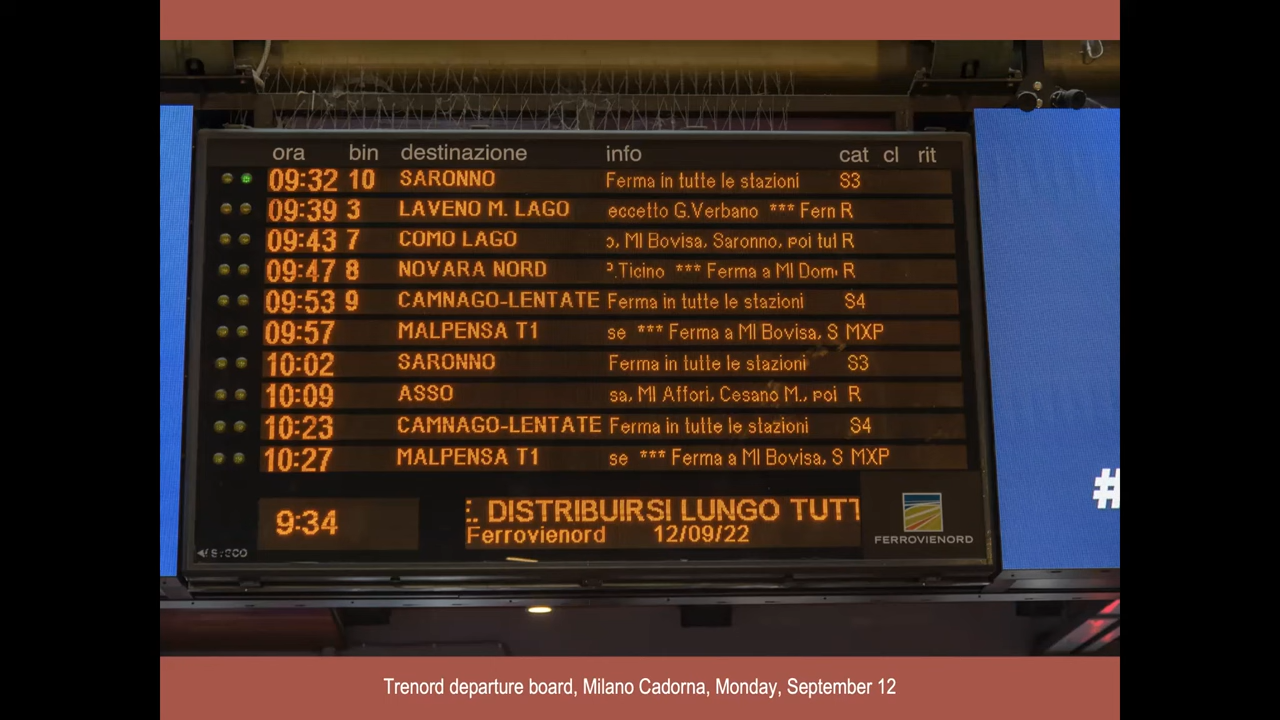 ora bin destinazione info cat cl rit
09:32 10 SARONNO Ferma in tutte le stazioni S3
09:39 3 LAVENO M. LAGO eccetto G.Verbano *** Fern R
09:43 7 COMO LAGO o, MI Bovisa, Saronno, poi tut R
09:47 8 NOVARA NORD P.Ticino *** Ferma a MI Dom R
09:53 9 CAMNAGO-LENTATE Ferma in tutte le stazioni S4
09:57 MALPENSA T1 se *** Ferma a MI Bovisa, S MXP
10:02 SARONNO Ferma in tutte le stazioni S3
10:09 ASSO sa, MI Affori, Cesano M., poi R
10:23 CAMNAGO-LENTATE Ferma in tutte le stazioni S4
10:27 MALPENSA T1 se *** Ferma a MI Bovisa, S MXP
9:34 E. DISTRIBUIRSI LUNGO TUTT
Ferrovienord 12/09/22
FERROVIENORD
#
Trenord departure board, Milano Cadorna, Monday, September 12